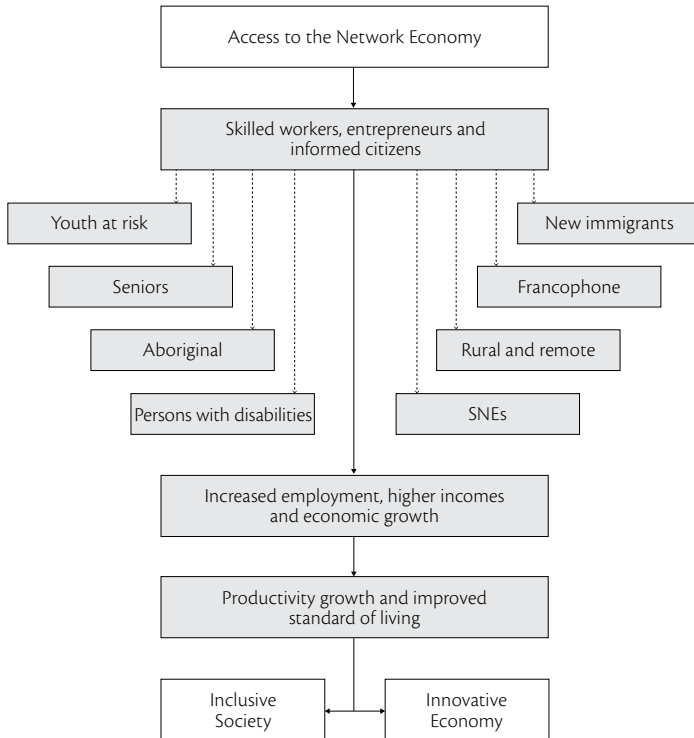 Access to the Network Economy
Skilled workers, entrepreneurs and
informed citizens
Youth at risk
New immigrants
Seniors
Francophone
Aboriginal
Rural and remote
Persons with disabilities
SNEs
Increased employment, higher incomes
and economic growth
Productivity growth and improved
standard of living
Inclusive
Society
Innovative
Economy